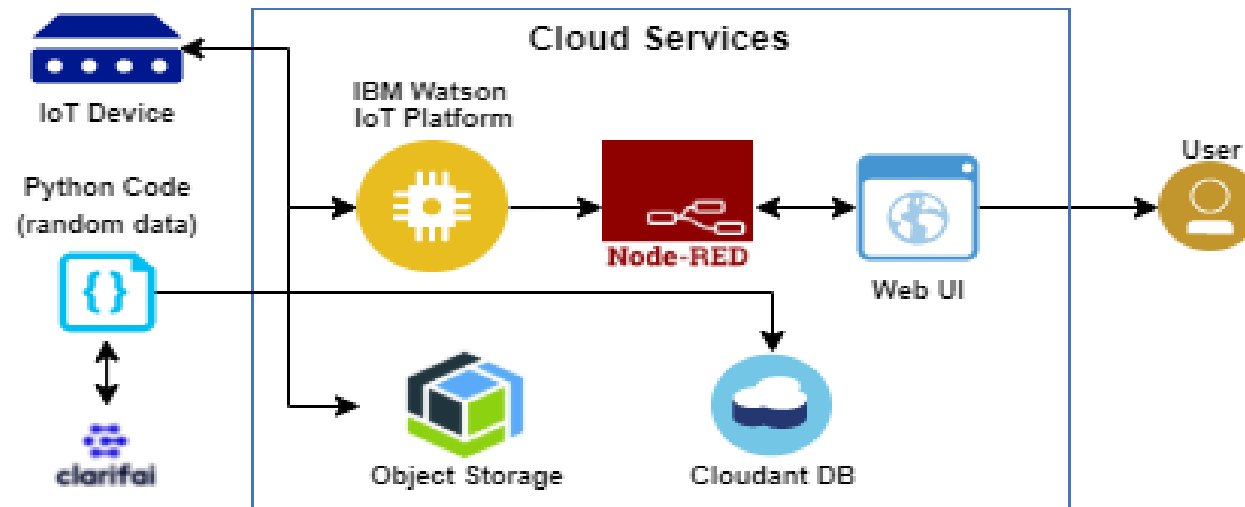 Cloud Services
IoT Device
IBM Watson
IoT Platform
Python Code
(random data)
{}
Node-RED
Web UI
User
clarifai
Object Storage
Cloudant DB